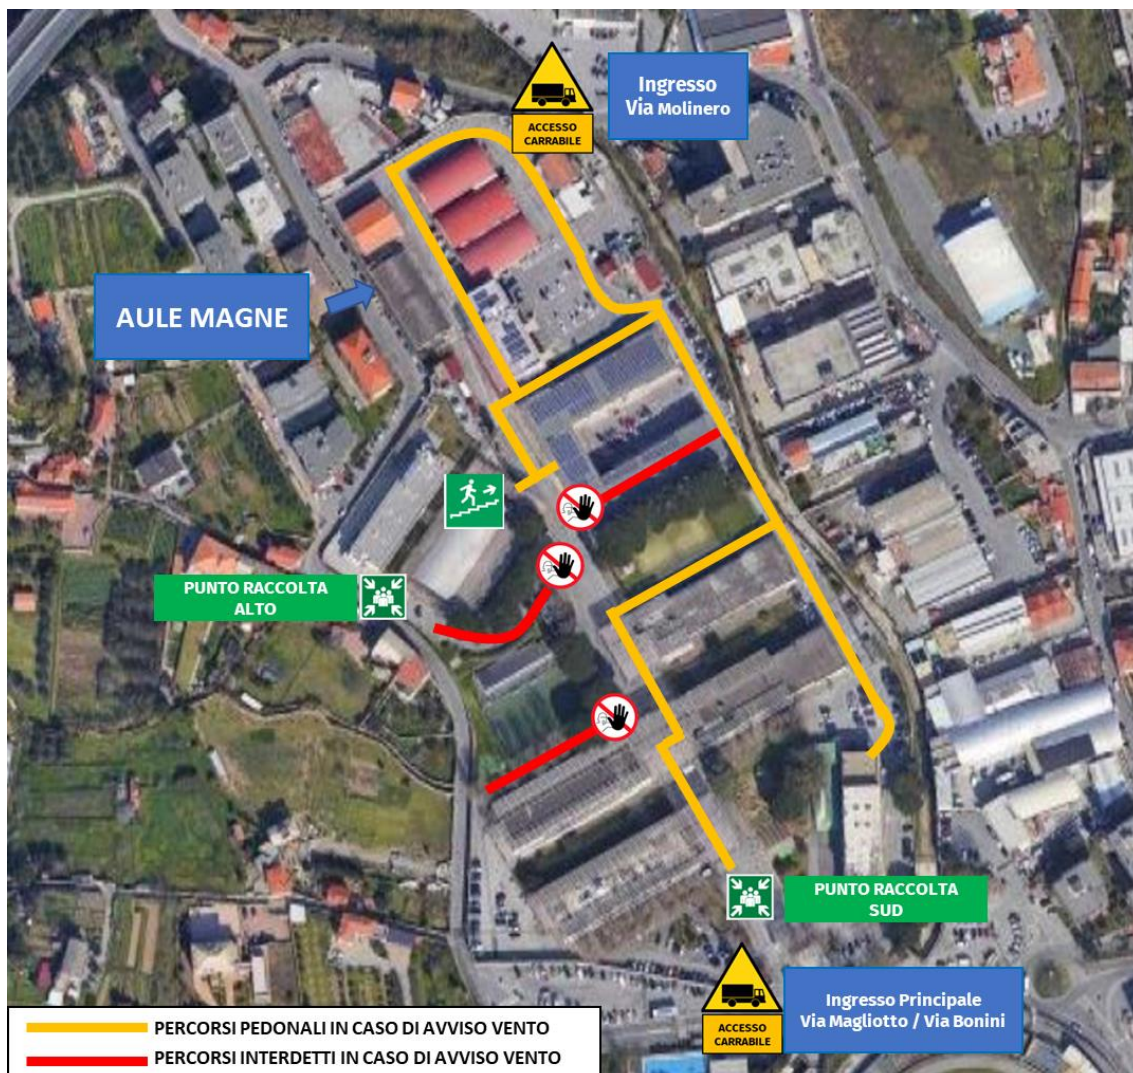 Ingresso
Via Molinero
ACCESSO
CARRABILE
AULE MAGNE
PUNTO RACCOLTA
ALTO
PUNTO RACCOLTA
SUD
Ingresso Principale
Via Magliotto / Via Bonini
ACCESSO
CARRABILE
PERCORSI PEDONALI IN CASO DI AVVISO VENTO
PERCORSI INTERDETTI IN CASO DI AVVISO VENTO